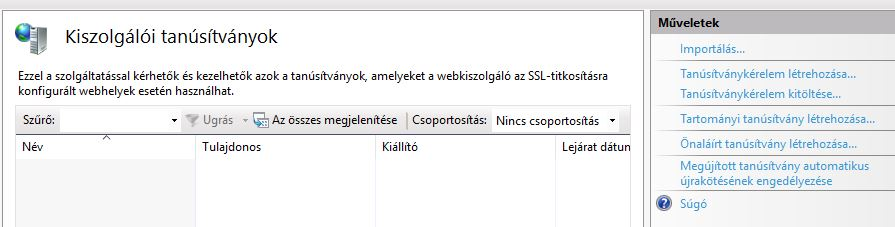 Kiszolgálói tanúsítványok
Ezzel a szolgáltatással kérhetők és kezelhetők azok a tanúsítványok, amelyeket a webkiszolgáló az SSL-titkosításra
konfigurált webhelyek esetén használhat.
Szűrő:
Ugrás
Az összes megjelenítése
Csoportosítás:
Nincs csoportosítás
Név
Tulajdonos
Kiállító
Lejárat dátun
Műveletek
Importálás...
Tanúsítványkérelem létrehozása...
Tanúsítványkérelem kitöltése...
Tartományi tanúsítvány létrehozása...
Önaláírt tanúsítvány létrehozása...
Megújított tanúsítvány automatikus
újrakötésének engedélyezése
Súgó